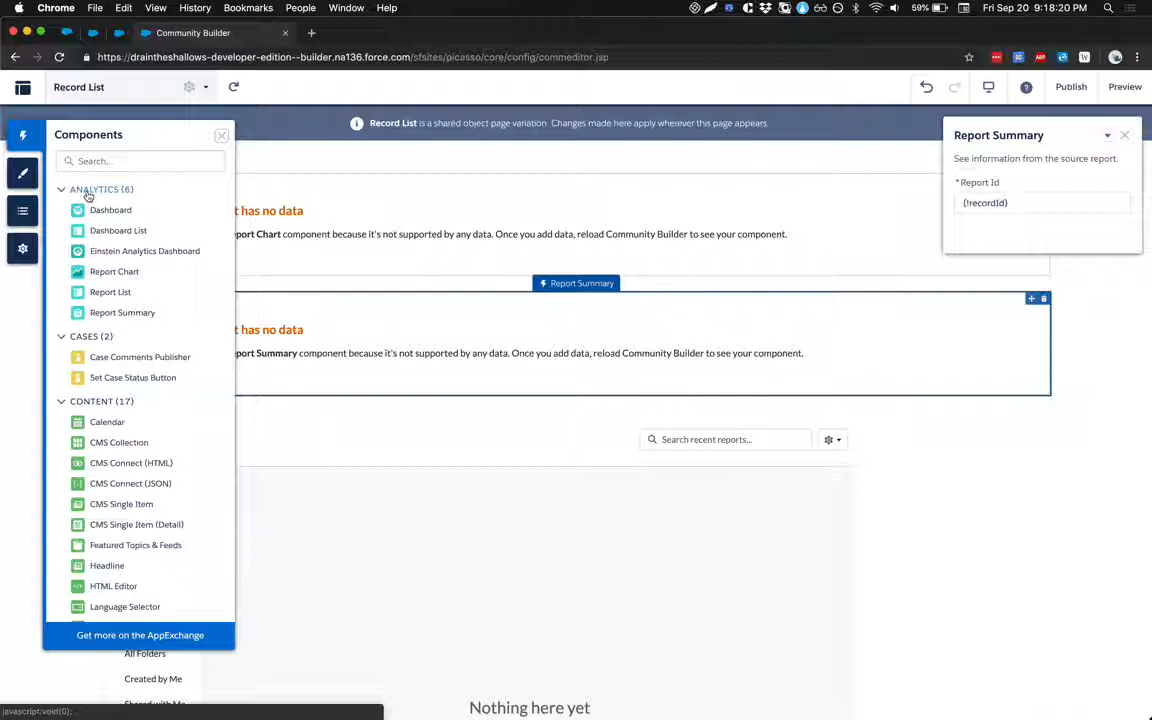 Chrome File Edit View History Bookmarks People Window Help 59% Fri Sep 20 9:18:20 PM
Community Builder
https://draintheshallows-developer-edition--builder.na136.force.com/sfsites/picasso/core/config/commeditor.jsp
Record List Publish Preview
Record List is a shared object page variation. Changes made here apply wherever this page appears.
Components
Search...
ANALYTICS (6)
Dashboard
Dashboard List
Einstein Analytics Dashboard
Report Chart
Report List
Report Summary
CASES (2)
Case Comments Publisher
Set Case Status Button
CONTENT (17)
Calendar
CMS Collection
CMS Connect (HTML)
CMS Connect (JSON)
CMS Single Item
CMS Single Item (Detail)
Featured Topics & Feeds
Headline
HTML Editor
Language Selector
Get more on the AppExchange
t has no data
port Chart component because it's not supported by any data. Once you add data, reload Community Builder to see your component.
Report Summary
t has no data
port Summary component because it's not supported by any data. Once you add data, reload Community Builder to see your component.
Search recent reports...
All Folders
Created by Me
Shared with Me
Nothing here yet
Report Summary
See information from the source report.
*Report Id
{!recordId}
javascript:void(0);